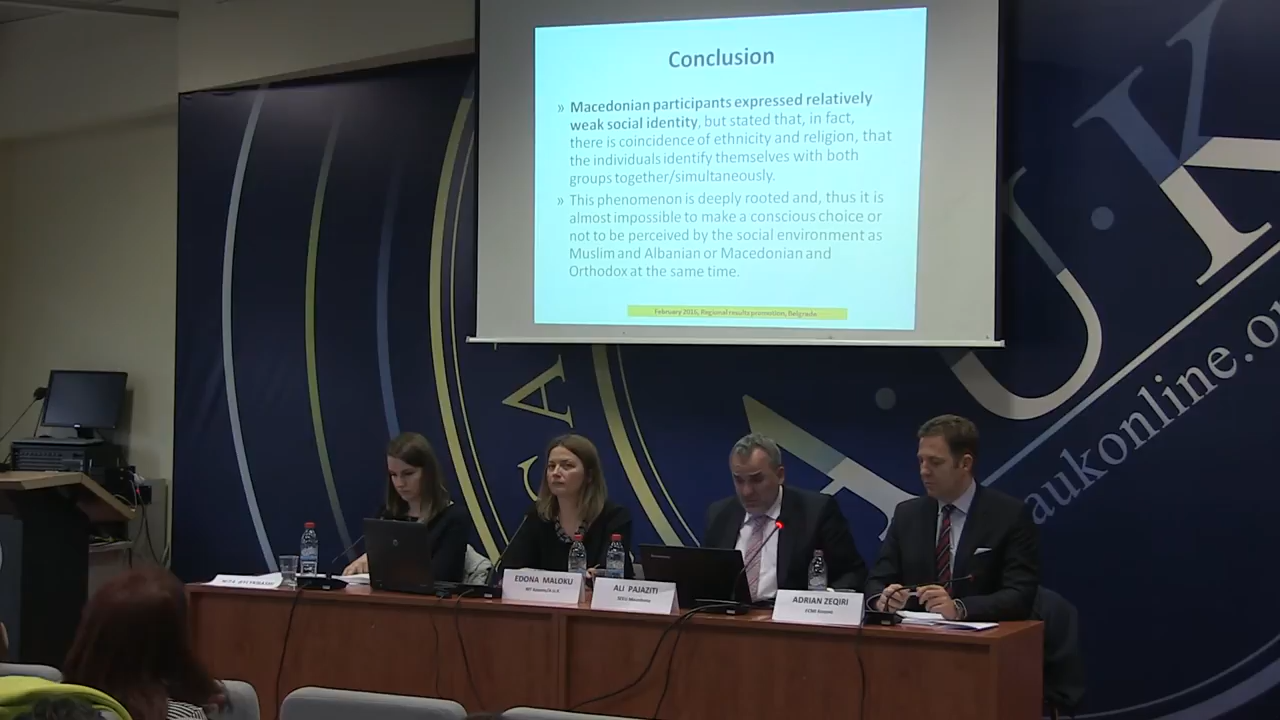 Conclusion
» Macedonian participants expressed relatively
weak social identity, but stated that, in fact,
there is coincidence of ethnicity and religion, that
the individuals identify themselves with both
groups together/simultaneously.
» This phenomenon is deeply rooted and, thus it is
almost impossible to make a conscious choice or
not to be perceived by the social environment as
Muslim and Albanian or Macedonian and
Orthodox at the same time.
February 2016, Regional results promotion, Belgrade
A
U
K
aukonline.o
A
EDONA MALOKU
ALI PAJAZITI
SEEU Macedonia
ADRIAN ZEQIRI
ECMI Kosovo